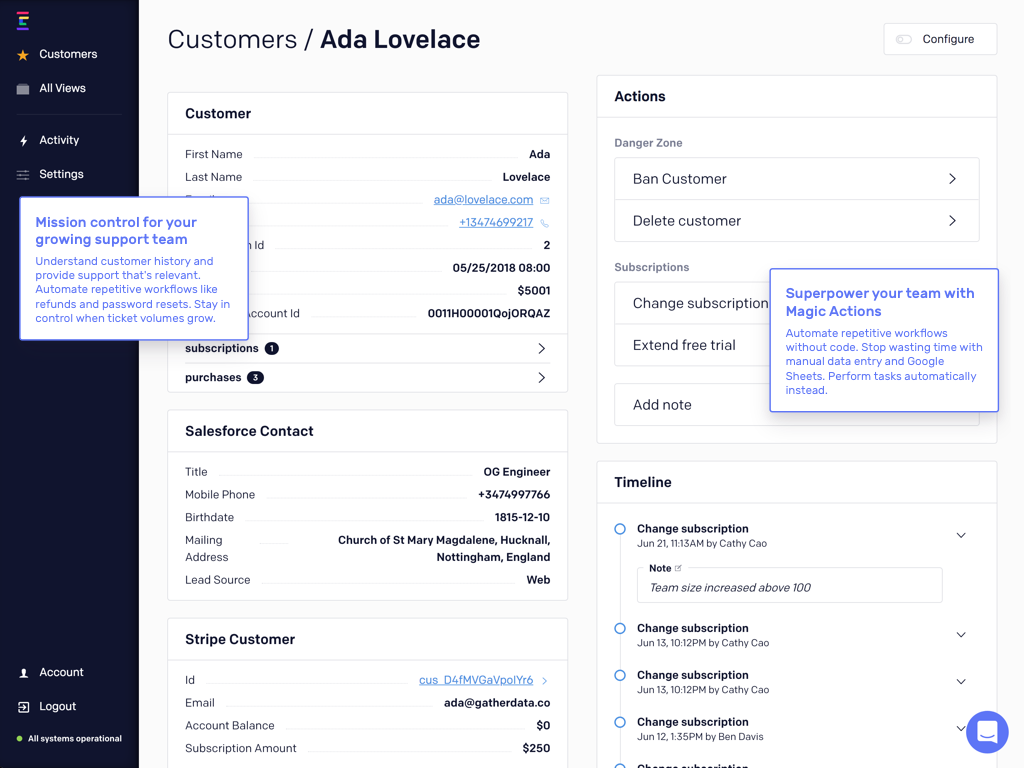 Customers
All Views
Activity
Settings
Mission control for your
growing support team
Understand customer history and
provide support that's relevant.
Automate repetitive workflows like
refunds and password resets. Stay in
control when ticket volumes grow.
Account
Logout
All systems operational
Customers / Ada Lovelace
Configure
Customer
First Name Ada
Last Name Lovelace
ada@lovelace.com
+13474699217
Id 2
05/25/2018 08:00
$5001
Account Id 0011H00001QojORQAZ
subscriptions 1
purchases 3
Salesforce Contact
Title OG Engineer
Mobile Phone +3474997766
Birthdate 1815-12-10
Mailing Address Church of St Mary Magdalene, Hucknall,
Nottingham, England
Lead Source Web
Stripe Customer
Id cus_D4fMVGaVpolYr6
Email ada@gatherdata.co
Account Balance $0
Subscription Amount $250
Actions
Danger Zone
Ban Customer
Delete customer
Subscriptions
Change subscription
Extend free trial
Add note
Superpower your team with
Magic Actions
Automate repetitive workflows
without code. Stop wasting time with
manual data entry and Google
Sheets. Perform tasks automatically
instead.
Timeline
Change subscription
Jun 21, 11:13AM by Cathy Cao
Note
Team size increased above 100
Change subscription
Jun 13, 10:12PM by Cathy Cao
Change subscription
Jun 13, 10:12PM by Cathy Cao
Change subscription
Jun 12, 1:35PM by Ben Davis